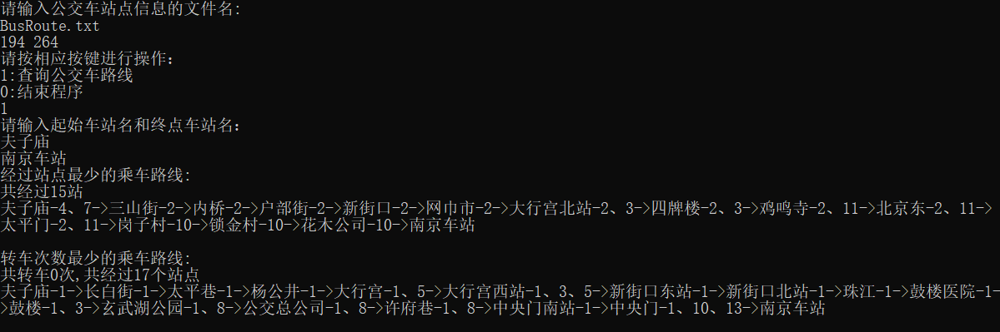 请输入公交车站点信息的文件名:
BusRoute.txt
194 264
请按相应按键进行操作:
1:查询公交车路线
0:结束程序
1
请输入起始车站名和终点车站名:
夫子庙
南京车站
经过站点最少的乘车路线:
共经过15站
夫子庙-4、7->三山街-2->内桥-2->户部街-2->新街口-2->网巾市-2->大行宫北站-2、3->四牌楼-2、3->鸡鸣寺-2、11->北京东-2、11->
太平门-2、11->岗子村-10->锁金村-10->花木公司-10->南京车站
转车次数最少的乘车路线:
共转车0次,共经过17个站点
夫子庙-1->长白街-1->太平巷-1->杨公井-1->大行宫-1、5->大行宫西站-1、3、5->新街口东站-1->新街口北站-1->珠江-1->鼓楼医院-1-
>鼓楼-1、3->玄武湖公园-1、8->公交总公司-1、8->许府巷-1、8->中央门南站-1->中央门-1、10、13->南京车站